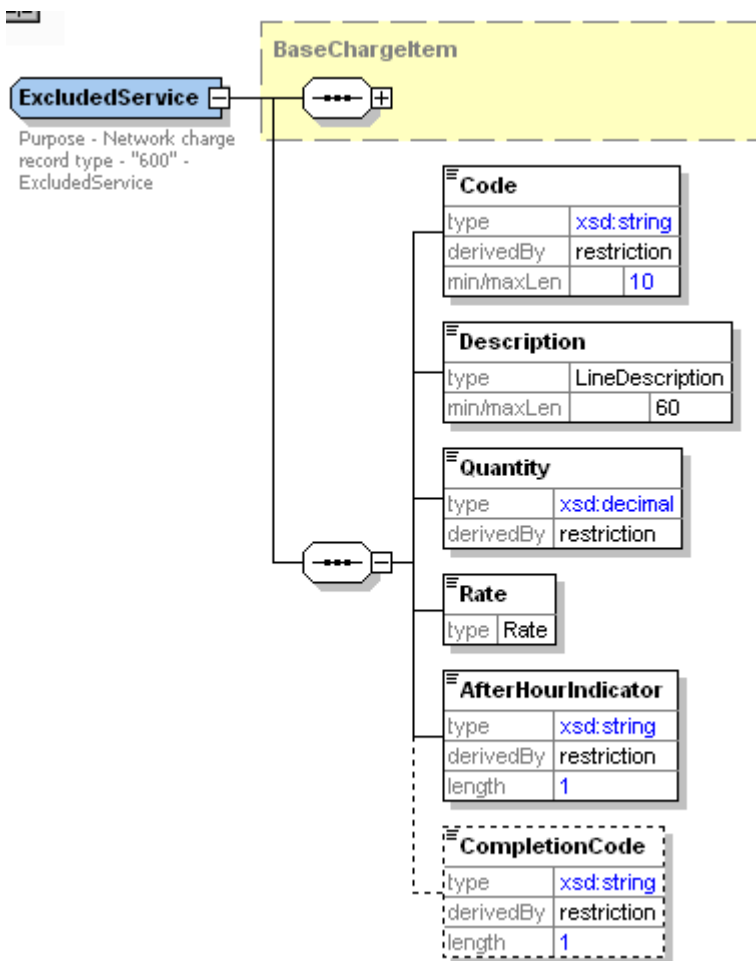 BaseChargeItem
ExcludedService
Purpose - Network charge
record type - "600" -
ExcludedService
Code
type xsd:string
derivedBy restriction
min/maxLen 10
Description
type LineDescription
min/maxLen 60
Quantity
type xsd:decimal
derivedBy restriction
Rate
type Rate
AfterHourIndicator
type xsd:string
derivedBy restriction
length 1
CompletionCode
type xsd:string
derivedBy restriction
length 1